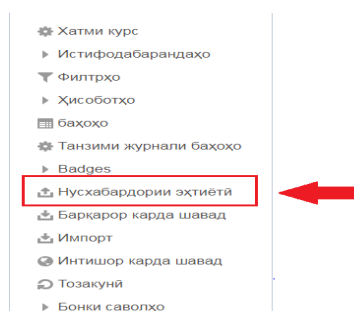 Хатми курс
Истифодабарандаҳо
Филтрҳо
Ҳисоботҳо
баҳоҳо
Танзими журнали баҳоҳо
Badges
Нусхабардории эҳтиётӣ
Барқарор карда шавад
Импорт
Интишор карда шавад
Тозакунӣ
Бонки саволҳо